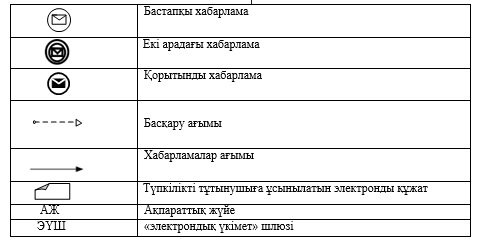 Бастапқы хабарлама
Екі арадағы хабарлама
Қорытынды хабарлама
Басқару ағымы
Хабарламалар ағымы
Түпкілікті тұтынушыға ұсынылатын электронды құжат
АЖ Ақпараттық жүйе
ЭҮШ «электрондық үкімет» шлюзі